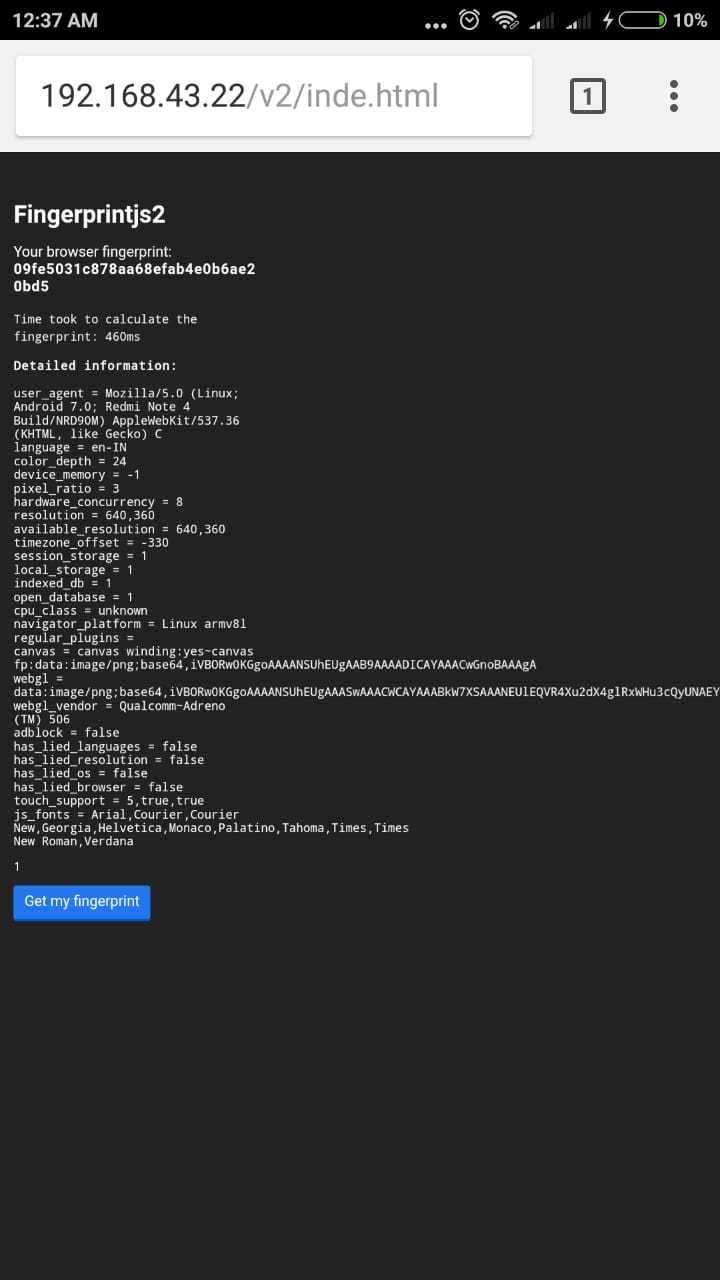 12:37 AM
10%
192.168.43.22/v2/inde.html
1
Fingerprintjs2
Your browser fingerprint:
09fe5031c878aa68efab4e0b6ae2
0bd5
Time took to calculate the
fingerprint: 460ms
Detailed information:
user_agent = Mozilla/5.0 (Linux;
Android 7.0; Redmi Note 4
Build/NRD90M) AppleWebKit/537.36
(KHTML, like Gecko) C
language = en-IN
color_depth = 24
device_memory = -1
pixel_ratio = 3
hardware_concurrency = 8
resolution = 640,360
available_resolution = 640,360
timezone_offset = -330
session_storage = 1
local_storage = 1
indexed_db = 1
open_database = 1
cpu_class = unknown
navigator_platform = Linux armv8l
regular_plugins =
canvas = canvas winding:yes~canvas
fp:data:image/png;base64,iVBORw0KGgoAAAANSUhEUgAAB9AAAADICAYAAACwGnoBAAAgA
webgl =
data:image/png;base64,iVBORw0KGgoAAAANSUhEUgAAASwAAACWCAYAAABkW7XSAAANEUlEQVR4Xu2dX4glRxWHu3cQyUNAEY
webgl_vendor = Qualcomm~Adreno
(TM) 506
adblock = false
has_lied_languages = false
has_lied_resolution = false
has_lied_os = false
has_lied_browser = false
touch_support = 5,true,true
js_fonts = Arial,Courier,Courier
New,Georgia,Helvetica,Monaco,Palatino,Tahoma,Times,Times
New Roman,Verdana
1
Get my fingerprint